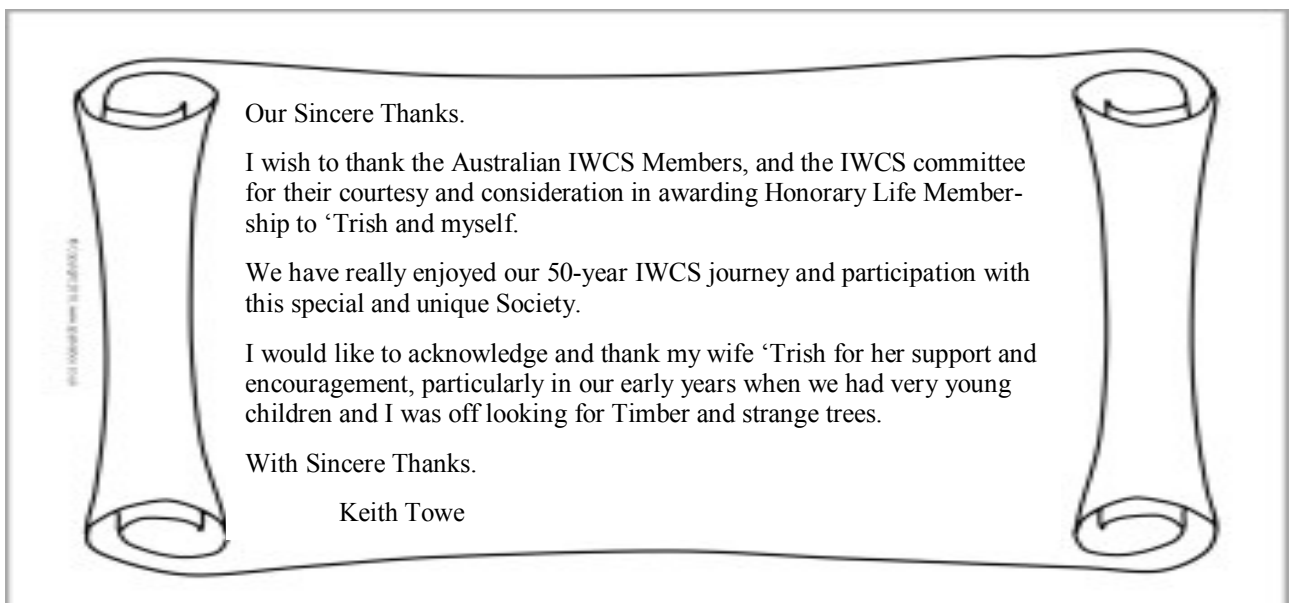 Our Sincere Thanks.
I wish to thank the Australian IWCS Members, and the IWCS committee
for their courtesy and consideration in awarding Honorary Life Member-
ship to ‘Trish and myself.
We have really enjoyed our 50-year IWCS journey and participation with
this special and unique Society.
I would like to acknowledge and thank my wife ‘Trish for her support and
encouragement, particularly in our early years when we had very young
children and I was off looking for Timber and strange trees.
With Sincere Thanks.
Keith Towe